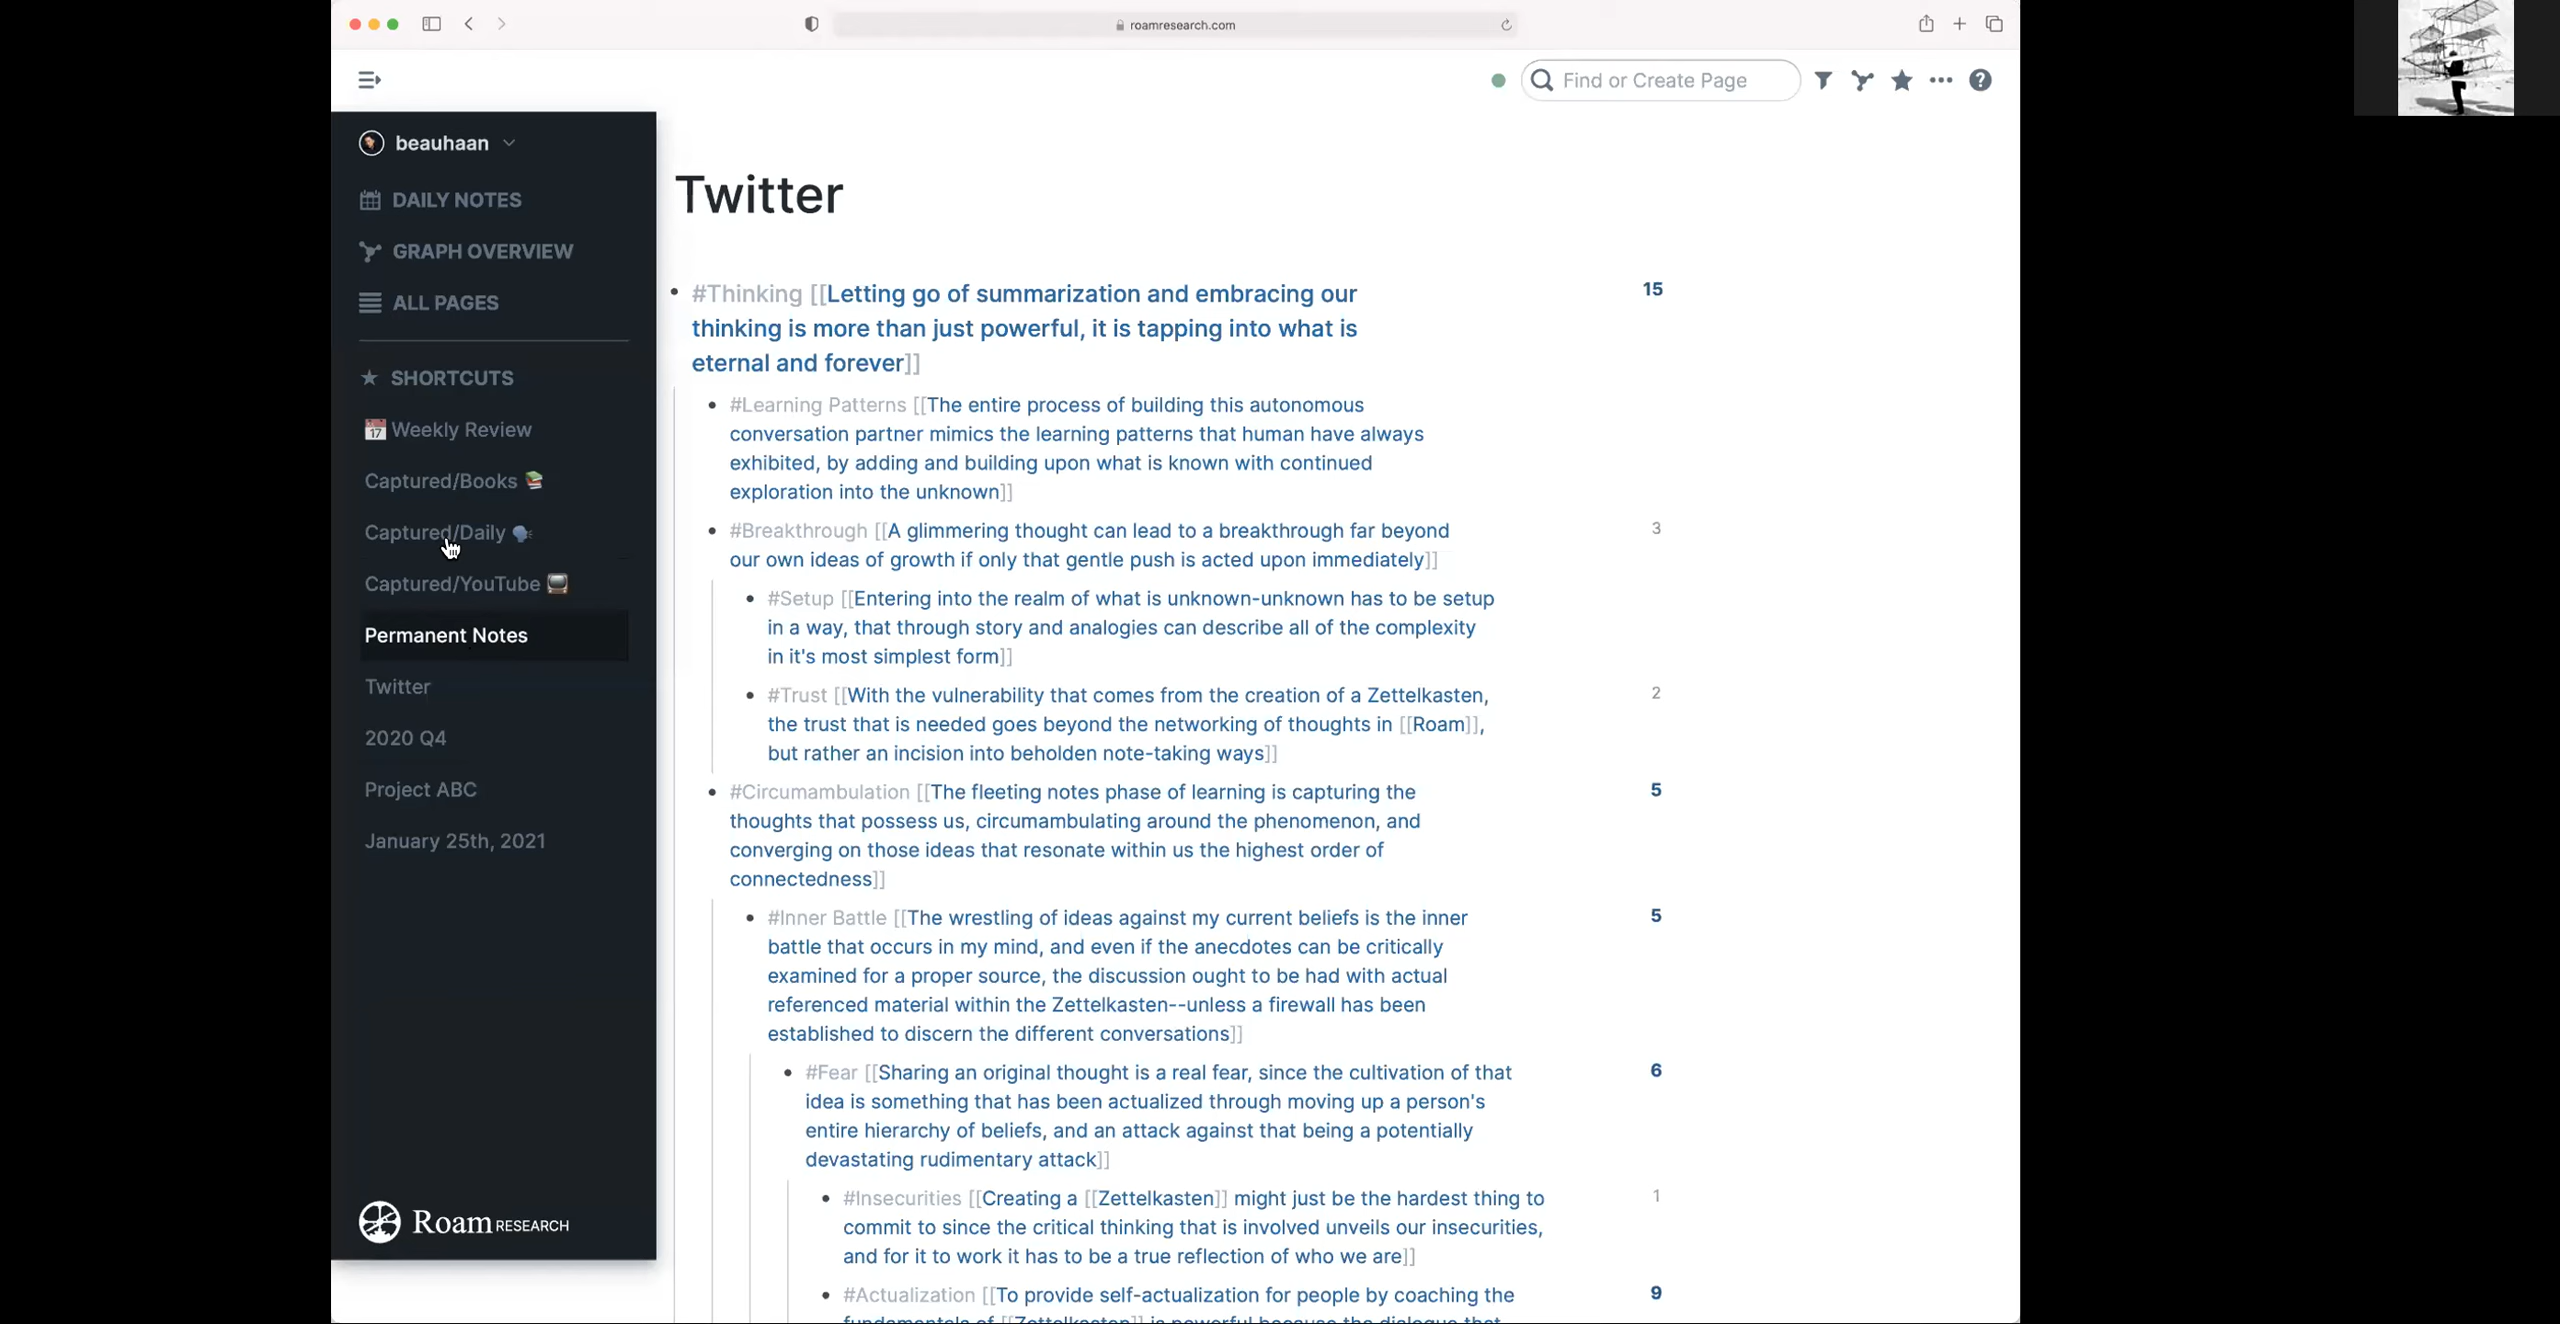 roamresearch.com
Find or Create Page
beauhaan
DAILY NOTES
GRAPH OVERVIEW
ALL PAGES
SHORTCUTS
17 Weekly Review
Captured/Books
Captured/Daily
Captured/YouTube
Permanent Notes
Twitter
2020 Q4
Project ABC
January 25th, 2021
Roam RESEARCH
Twitter
#Thinking [[Letting go of summarization and embracing our 15
thinking is more than just powerful, it is tapping into what is
eternal and forever]]
#Learning Patterns [[The entire process of building this autonomous
conversation partner mimics the learning patterns that human have always
exhibited, by adding and building upon what is known with continued
exploration into the unknown]]
#Breakthrough [[A glimmering thought can lead to a breakthrough far beyond 3
our own ideas of growth if only that gentle push is acted upon immediately]]
#Setup [[Entering into the realm of what is unknown-unknown has to be setup
in a way, that through story and analogies can describe all of the complexity
in it's most simplest form]]
#Trust [[With the vulnerability that comes from the creation of a Zettelkasten, 2
the trust that is needed goes beyond the networking of thoughts in [[Roam]],
but rather an incision into beholden note-taking ways]]
#Circumambulation [[The fleeting notes phase of learning is capturing the 5
thoughts that possess us, circumambulating around the phenomenon, and
converging on those ideas that resonate within us the highest order of
connectedness]]
#Inner Battle [[The wrestling of ideas against my current beliefs is the inner 5
battle that occurs in my mind, and even if the anecdotes can be critically
examined for a proper source, the discussion ought to be had with actual
referenced material within the Zettelkasten--unless a firewall has been
established to discern the different conversations]]
#Fear [[Sharing an original thought is a real fear, since the cultivation of that 6
idea is something that has been actualized through moving up a person's
entire hierarchy of beliefs, and an attack against that being a potentially
devastating rudimentary attack]]
#Insecurities [[Creating a [[Zettelkasten]] might just be the hardest thing to 1
commit to since the critical thinking that is involved unveils our insecurities,
and for it to work it has to be a true reflection of who we are]]
#Actualization [[To provide self-actualization for people by coaching the 9
fundamentals of [[Zettelkasten]] is powerful because the dialogue that